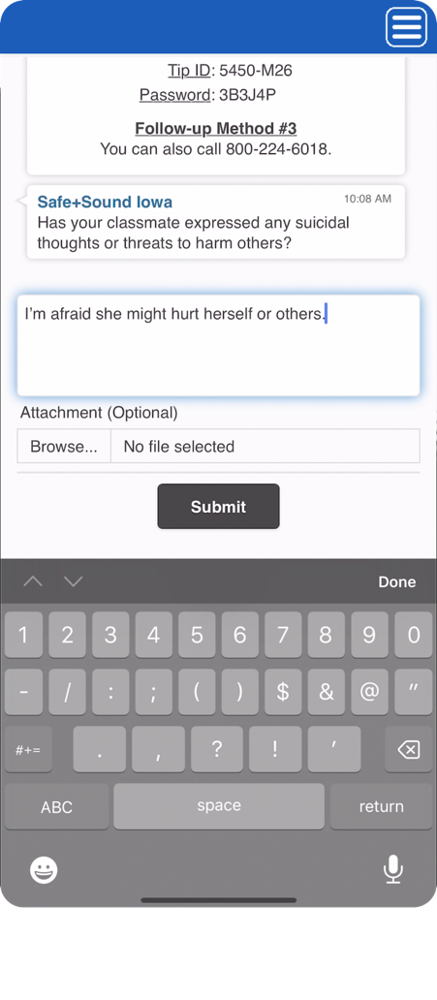 Tip ID: 5450-M26
Password: 3B3J4P
Follow-up Method #3
You can also call 800-224-6018.
Safe+Sound Iowa 10:08 AM
Has your classmate expressed any suicidal
thoughts or threats to harm others?
I'm afraid she might hurt herself or others.
Attachment (Optional)
Browse... No file selected
Submit
Done
1 2 3 4 5 6 7 8 9 0
- / : ; ( ) $ & @ "
#+= . , ? ! '
ABC space return